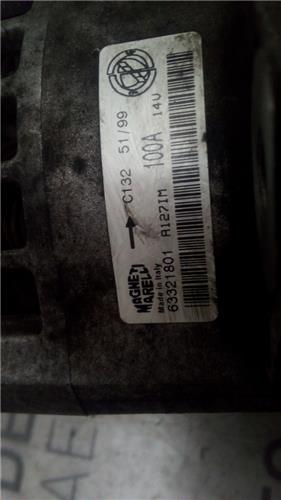 C132 51/99
100A 14V
MAGNETI
MARELLI
Made in Italy
63321801 A127IM